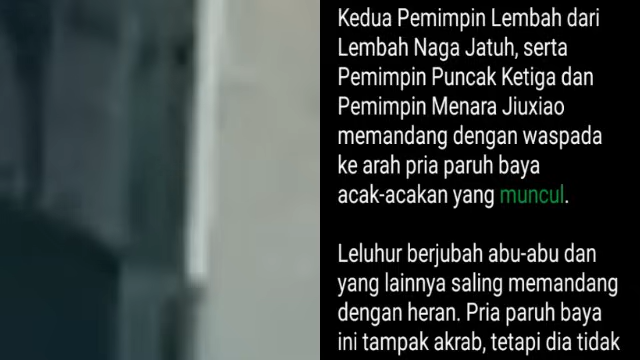 Kedua Pemimpin Lembah dari
Lembah Naga Jatuh, serta
Pemimpin Puncak Ketiga dan
Pemimpin Menara Jiuxiao
memandang dengan waspada
ke arah pria paruh baya
acak-acakan yang muncul.
Leluhur berjubah abu-abu dan
yang lainnya saling memandang
dengan heran. Pria paruh baya
ini tampak akrab, tetapi dia tidak